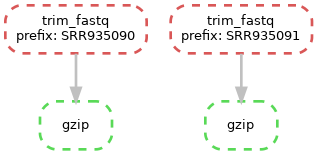 trim_fastq
prefix: SRR935090
trim_fastq
prefix: SRR935091
gzip
gzip